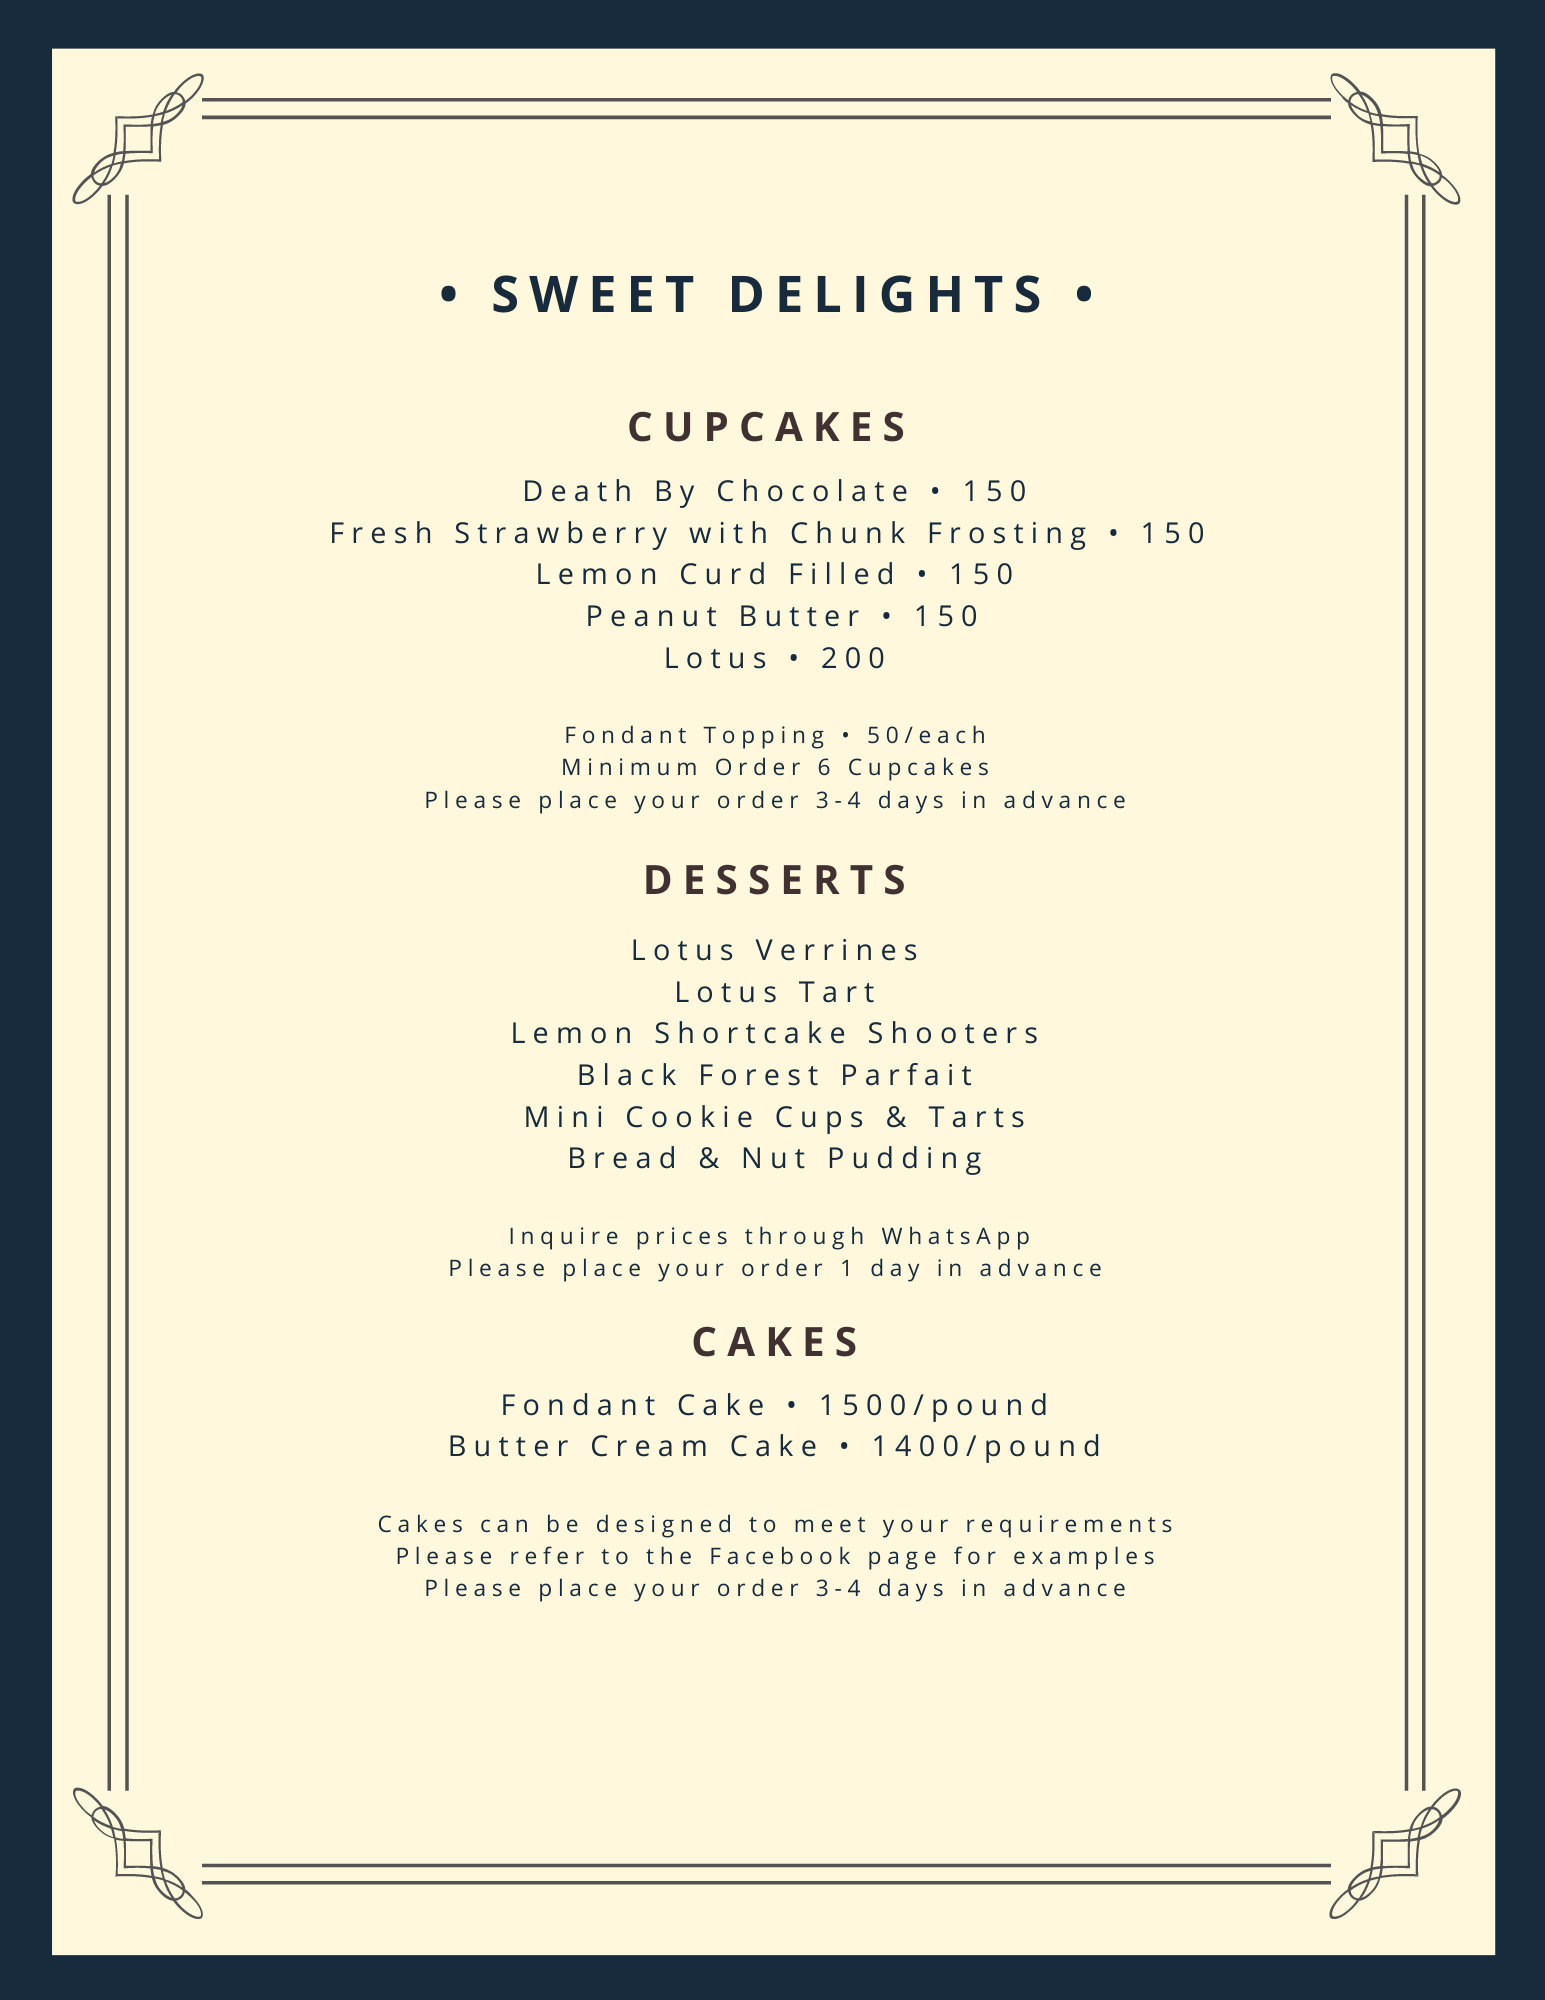 • SWEET DELIGHTS •
CUPCAKES
Death By Chocolate • 150
Fresh Strawberry with Chunk Frosting • 150
Lemon Curd Filled • 150
Peanut Butter • 150
Lotus • 200
Fondant Topping • 50/each
Minimum Order 6 Cupcakes
Please place your order 3-4 days in advance
DESSERTS
Lotus Verrines
Lotus Tart
Lemon Shortcake Shooters
Black Forest Parfait
Mini Cookie Cups & Tarts
Bread & Nut Pudding
Inquire prices through WhatsApp
Please place your order 1 day in advance
CAKES
Fondant Cake • 1500/pound
Butter Cream Cake • 1400/pound
Cakes can be designed to meet your requirements
Please refer to the Facebook page for examples
Please place your order 3-4 days in advance